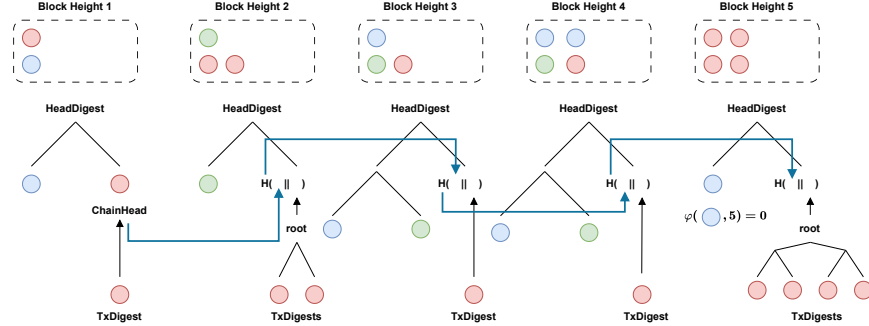 Block Height 1 Block Height 2 Block Height 3 Block Height 4 Block Height 5
HeadDigest HeadDigest HeadDigest HeadDigest HeadDigest
H( || ) H( || ) H( || ) H( || )
ChainHead
φ( , 5) = 0
root root
TxDigest TxDigests TxDigest TxDigest TxDigests